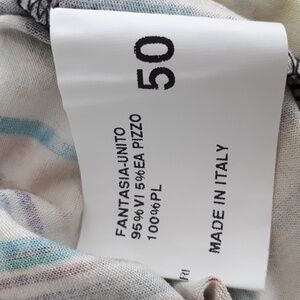 50
FANTASIA-UNITO
95%VI 5%EA PIZZO
100%PL
MADE IN ITALY